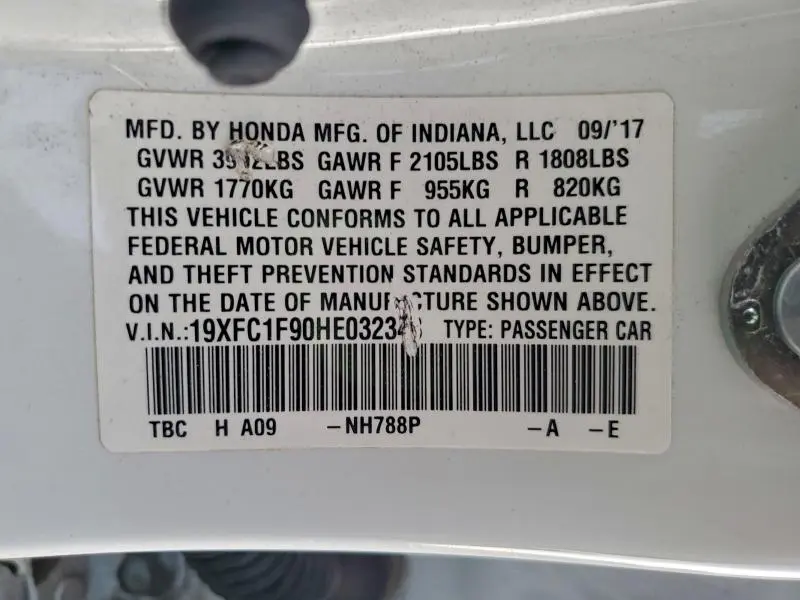 MFD. BY HONDA MFG. OF INDIANA, LLC 09/'17
GVWR LBS GAWR F 2105LBS R 1808LBS
GVWR 1770KG GAWR F 955KG R 820KG
THIS VEHICLE CONFORMS TO ALL APPLICABLE
FEDERAL MOTOR VEHICLE SAFETY, BUMPER,
AND THEFT PREVENTION STANDARDS IN EFFECT
ON THE DATE OF MANUFACTURE SHOWN ABOVE.
V.I.N.: TYPE: PASSENGER CAR
TBC H A09 -NH788P -A -E